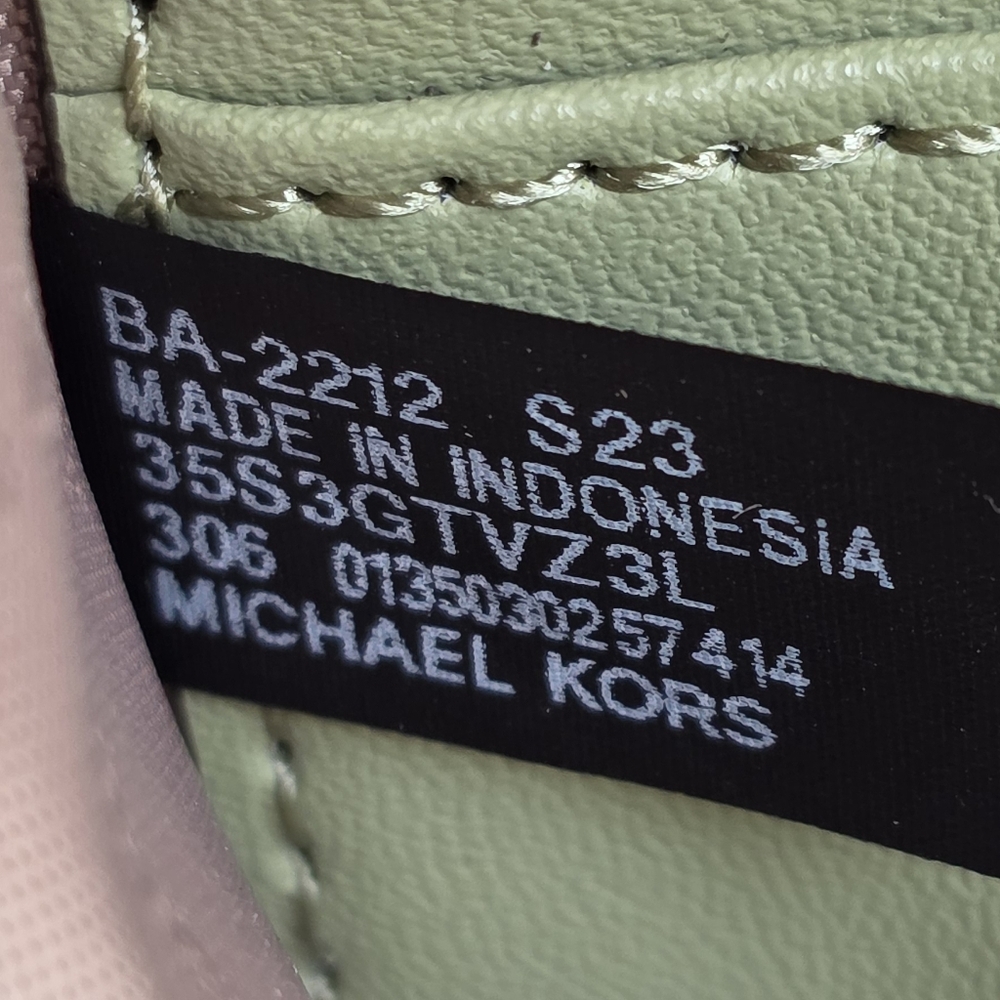 BA-2212 S23
MADE IN INDONESIA
35S3GTVZ3L
306 0135030257414
MICHAEL KORS